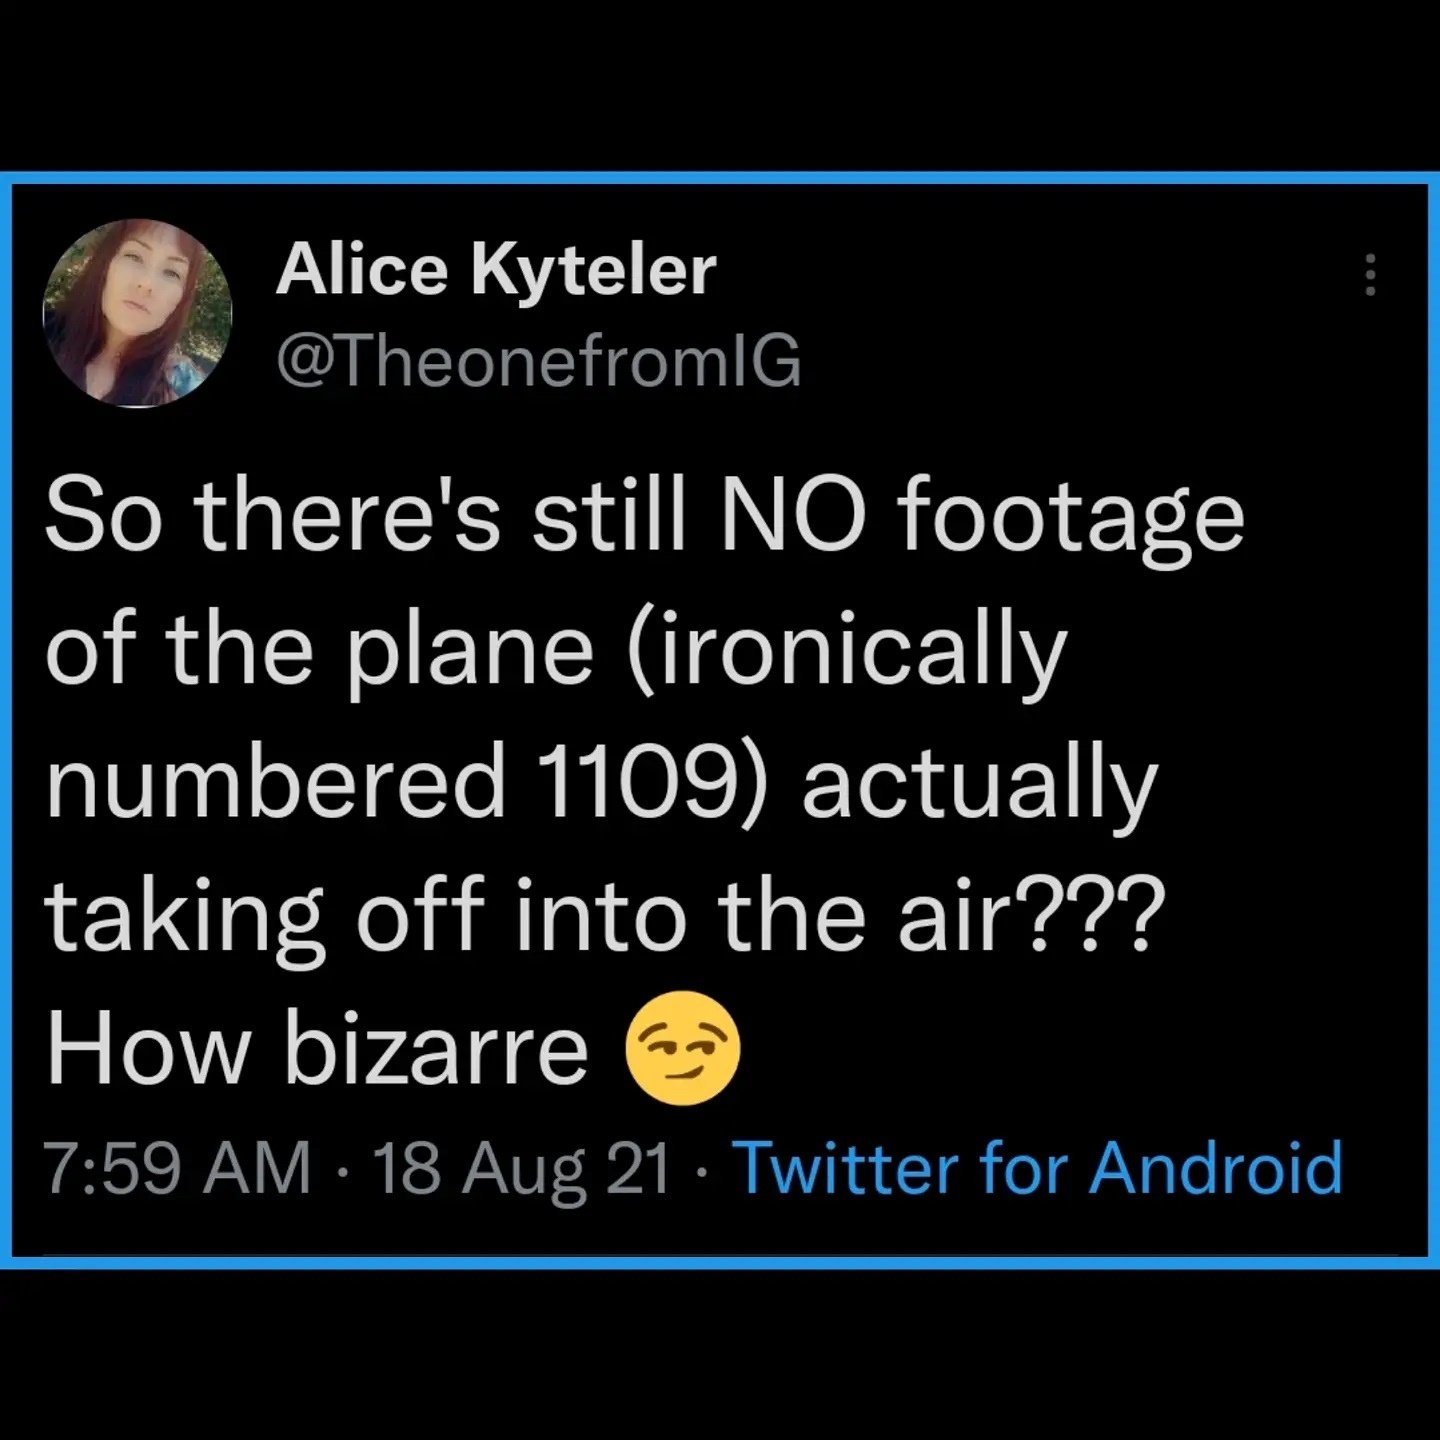 Alice Kyteler
@TheonefromIG
So there's still NO footage
of the plane (ironically
numbered 1109) actually
taking off into the air???
How bizarre 😏
7:59 AM · 18 Aug 21 · Twitter for Android